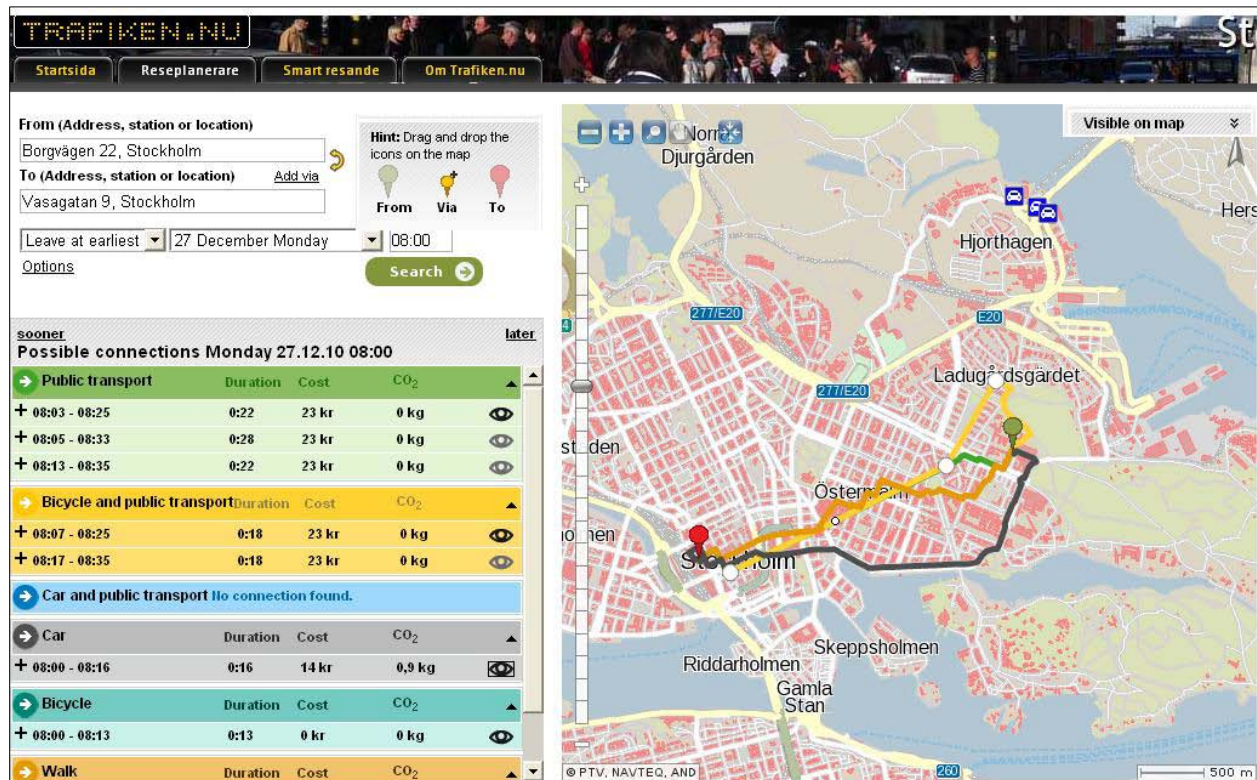 TRAFIKEN.NU
Startsida Reseplanerare Smart resande Om Trafiken.nu
From (Address, station or location)
Borgvägen 22, Stockholm
To (Address, station or location) Add via
Vasagatan 9, Stockholm
Hint: Drag and drop the
icons on the map
From Via To
Leave at earliest 27 December Monday 08:00
Options
Search
sooner later
Possible connections Monday 27.12.10 08:00
Public transport Duration Cost CO2
+ 08:03 - 08:25 0:22 23 kr 0 kg
+ 08:05 - 08:33 0:28 23 kr 0 kg
+ 08:13 - 08:35 0:22 23 kr 0 kg
Bicycle and public transport Duration Cost CO2
+ 08:07 - 08:25 0:18 23 kr 0 kg
+ 08:17 - 08:35 0:18 23 kr 0 kg
Car and public transport No connection found.
Car Duration Cost CO2
+ 08:00 - 08:16 0:16 14 kr 0,9 kg
Bicycle Duration Cost CO2
+ 08:00 - 08:13 0:13 0 kr 0 kg
Walk Duration Cost CO2
Visible on map
Norra
Djurgården
Hjorthagen
Hers
277/E20
E20
Ladugårdsgärdet
277/E20
Östermalm
Stockholm
Skeppsholmen
Riddarholmen
Gamla
Stan
260
© PTV, NAVTEQ, AND
500 m